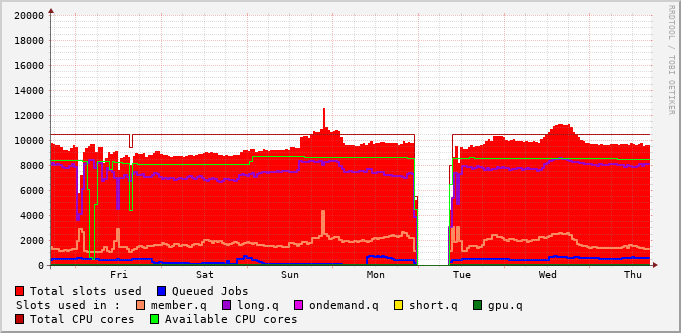 20000
18000
16000
14000
12000
10000
8000
6000
4000
2000
0
Fri Sat Sun Mon Tue Wed Thu
RRDTOOL / TOBI OETIKER
Total slots used Queued Jobs
Slots used in : member.q long.q ondemand.q short.q gpu.q
Total CPU cores Available CPU cores